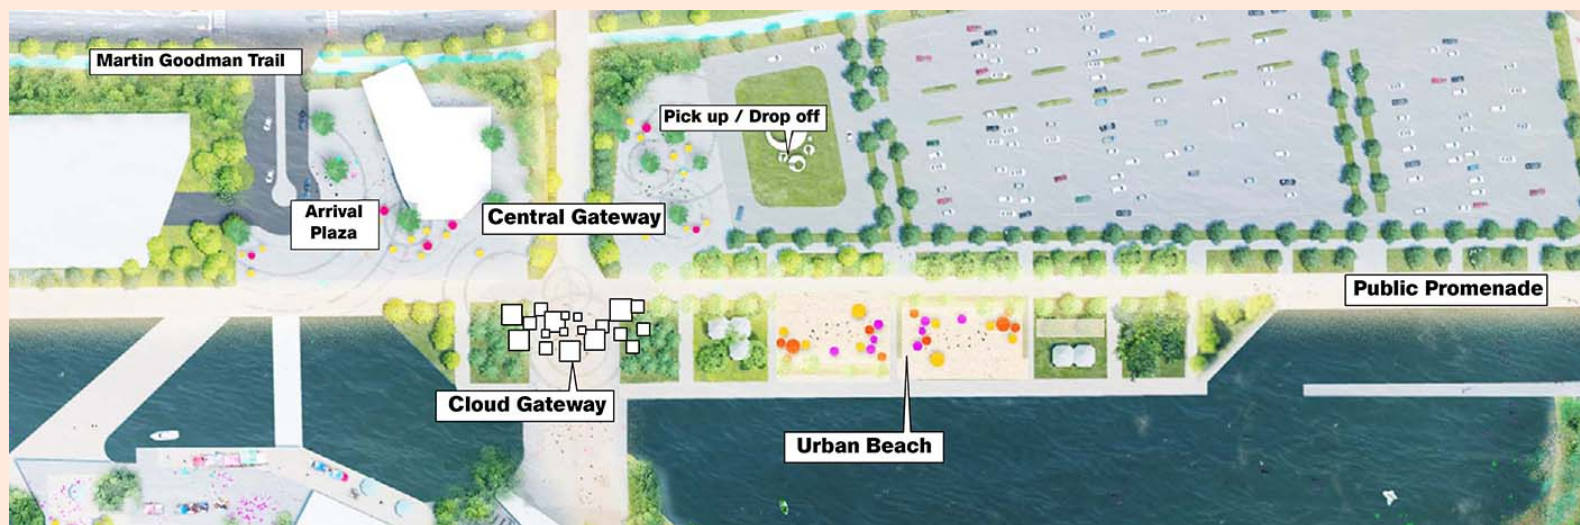 Martin Goodman Trail
Pick up / Drop off
Arrival
Plaza
Central Gateway
Public Promenade
Cloud Gateway
Urban Beach